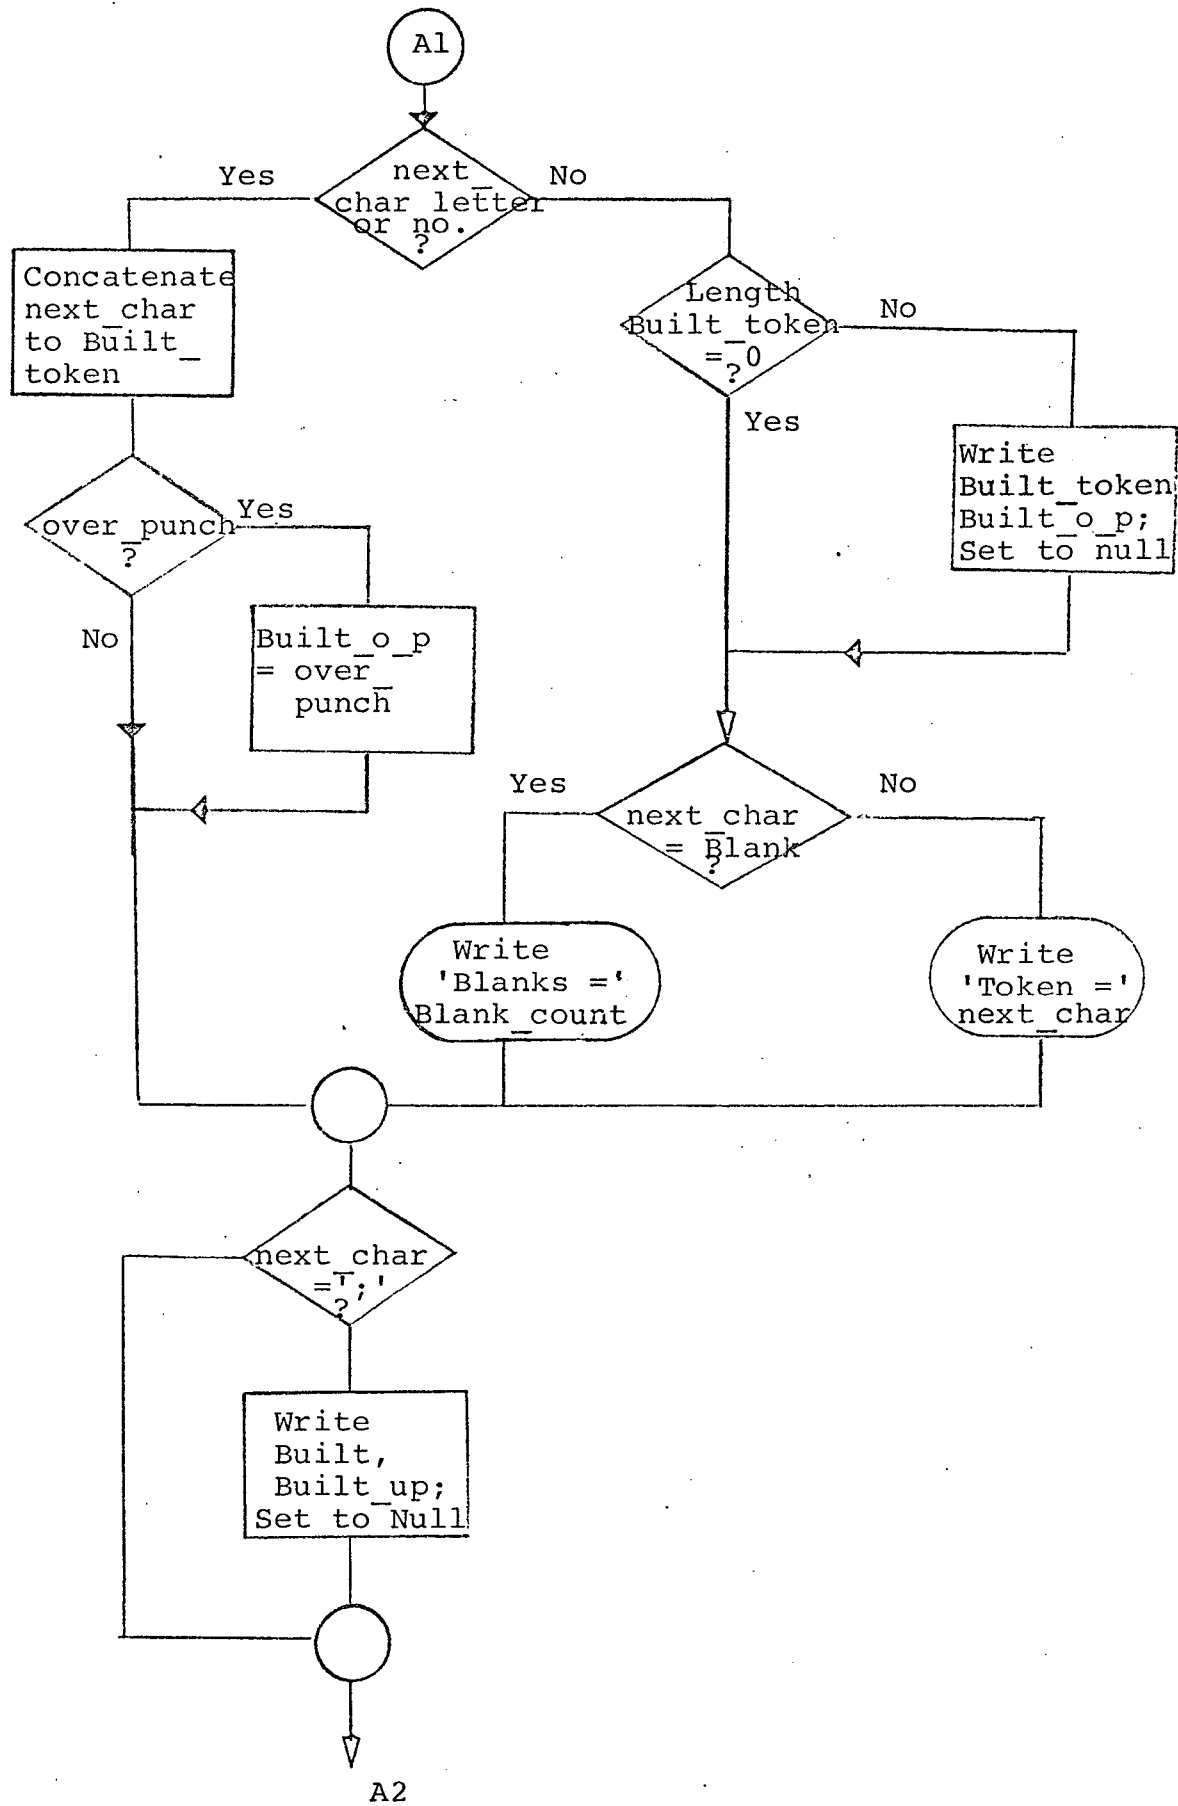 A1
Yes
next_
char letter
or no.
?
No
Concatenate
next_char
to Built_
token
Length
Built_token
= 0
?
No
Yes
Write
Built_token
Built_o_p;
Set to null
over_punch
?
Yes
No
Built_o_p
= over_
punch
Yes
next_char
= Blank
?
No
Write
'Blanks ='
Blank_count
Write
'Token ='
next_char
next_char
=';'
?
Write
Built,
Built_up;
Set to Null
A2